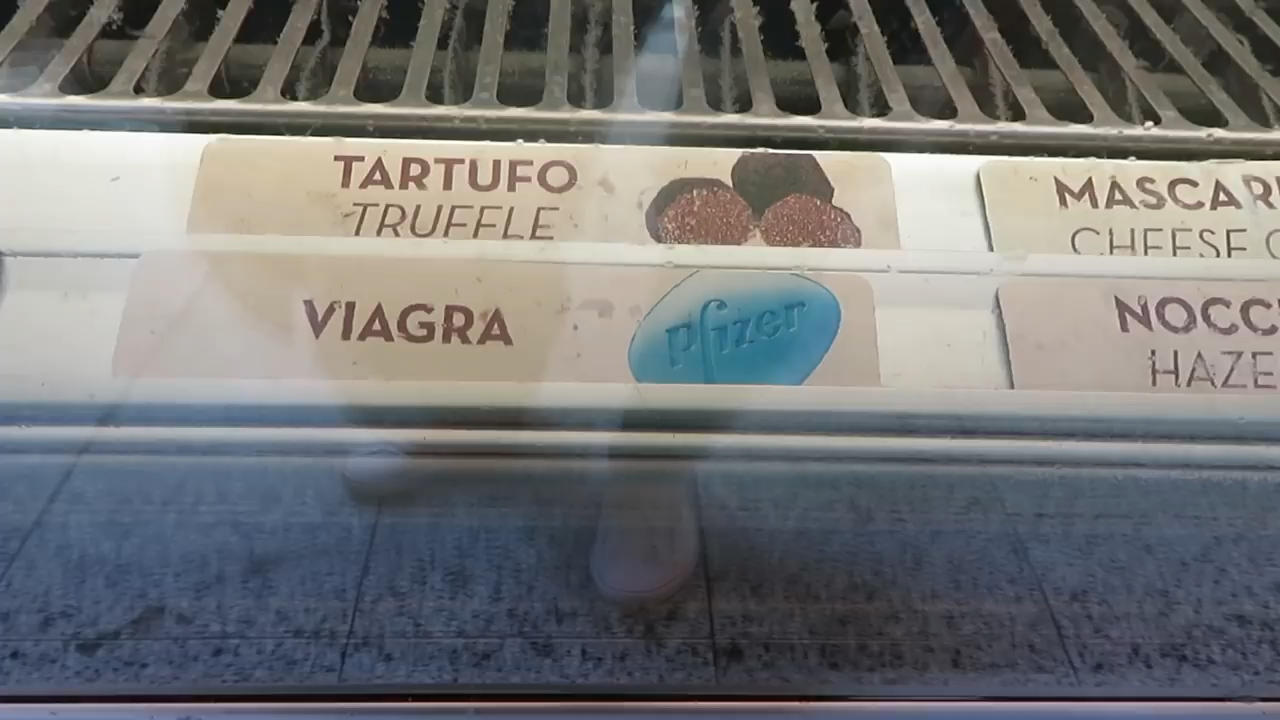 TARTUFO
TRUFFLE
MASCAR
CHEESE
VIAGRA
pfizer
NOCC
HAZE